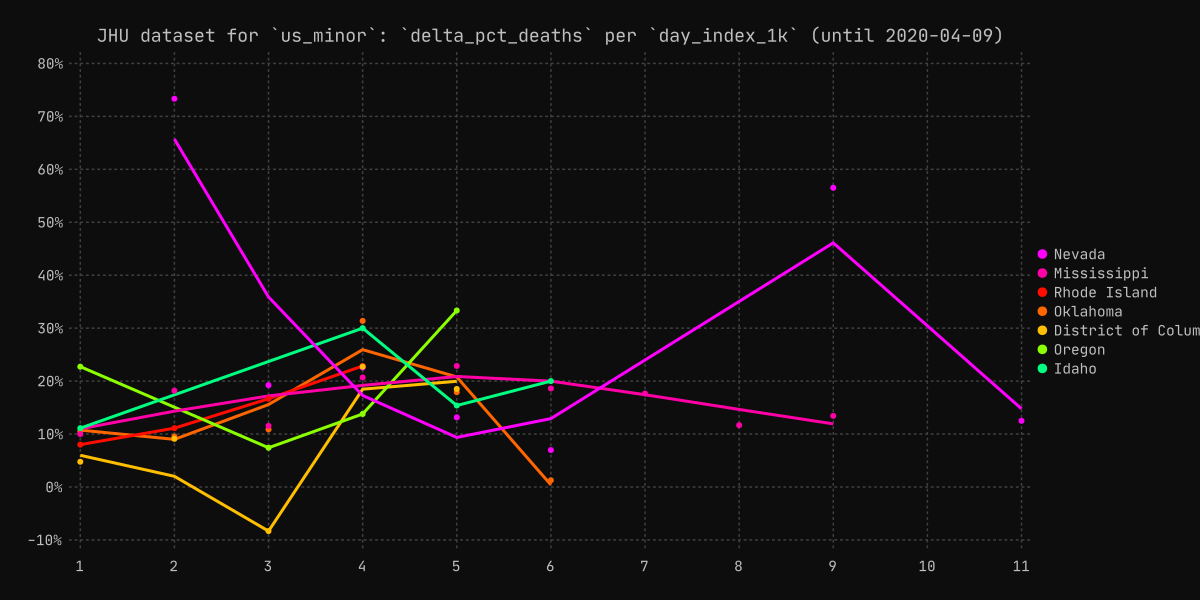 JHU dataset for `us_minor`: `delta_pct_deaths` per `day_index_1k` (until 2020-04-09)
80%
70%
60%
50%
40%
30%
20%
10%
0%
-10%
1 2 3 4 5 6 7 8 9 10 11
Nevada
Mississippi
Rhode Island
Oklahoma
District of Colum
Oregon
Idaho